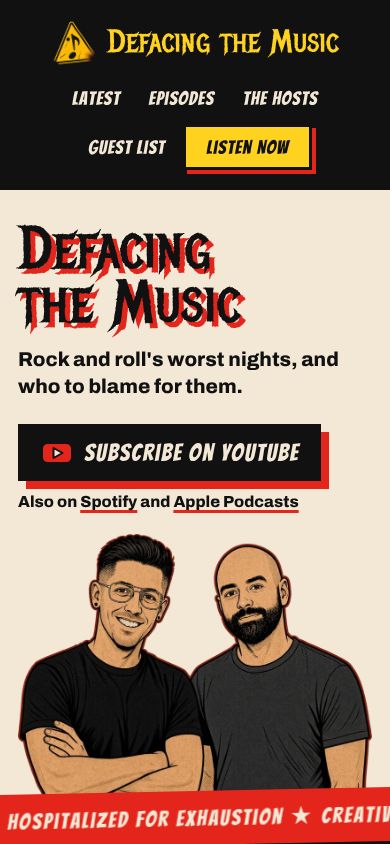 Defacing the Music
LATEST EPISODES THE HOSTS
GUEST LIST LISTEN NOW
Defacing
the Music
Rock and roll's worst nights, and
who to blame for them.
SUBSCRIBE ON YOUTUBE
Also on Spotify and Apple Podcasts
HOSPITALIZED FOR EXHAUSTION ★ CREATIV